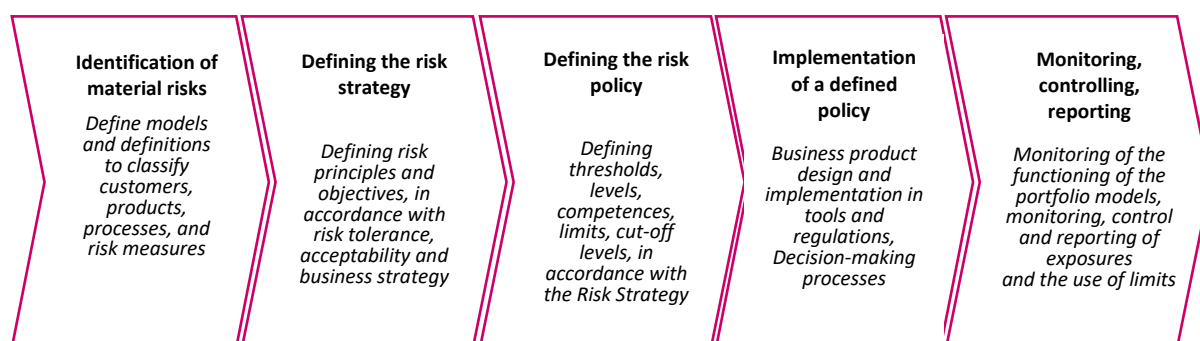 Identification of
material risks
Define models
and definitions
to classify
customers,
products,
processes, and
risk measures
Defining the risk
strategy
Defining risk
principles and
objectives, in
accordance with
risk tolerance,
acceptability and
business strategy
Defining the risk
policy
Defining
thresholds,
levels,
competences,
limits, cut-off
levels, in
accordance with
the Risk Strategy
Implementation
of a defined
policy
Business product
design and
implementation in
tools and
regulations,
Decision-making
processes
Monitoring,
controlling,
reporting
Monitoring of the
functioning of the
portfolio models,
monitoring, control
and reporting of
exposures
and the use of limits